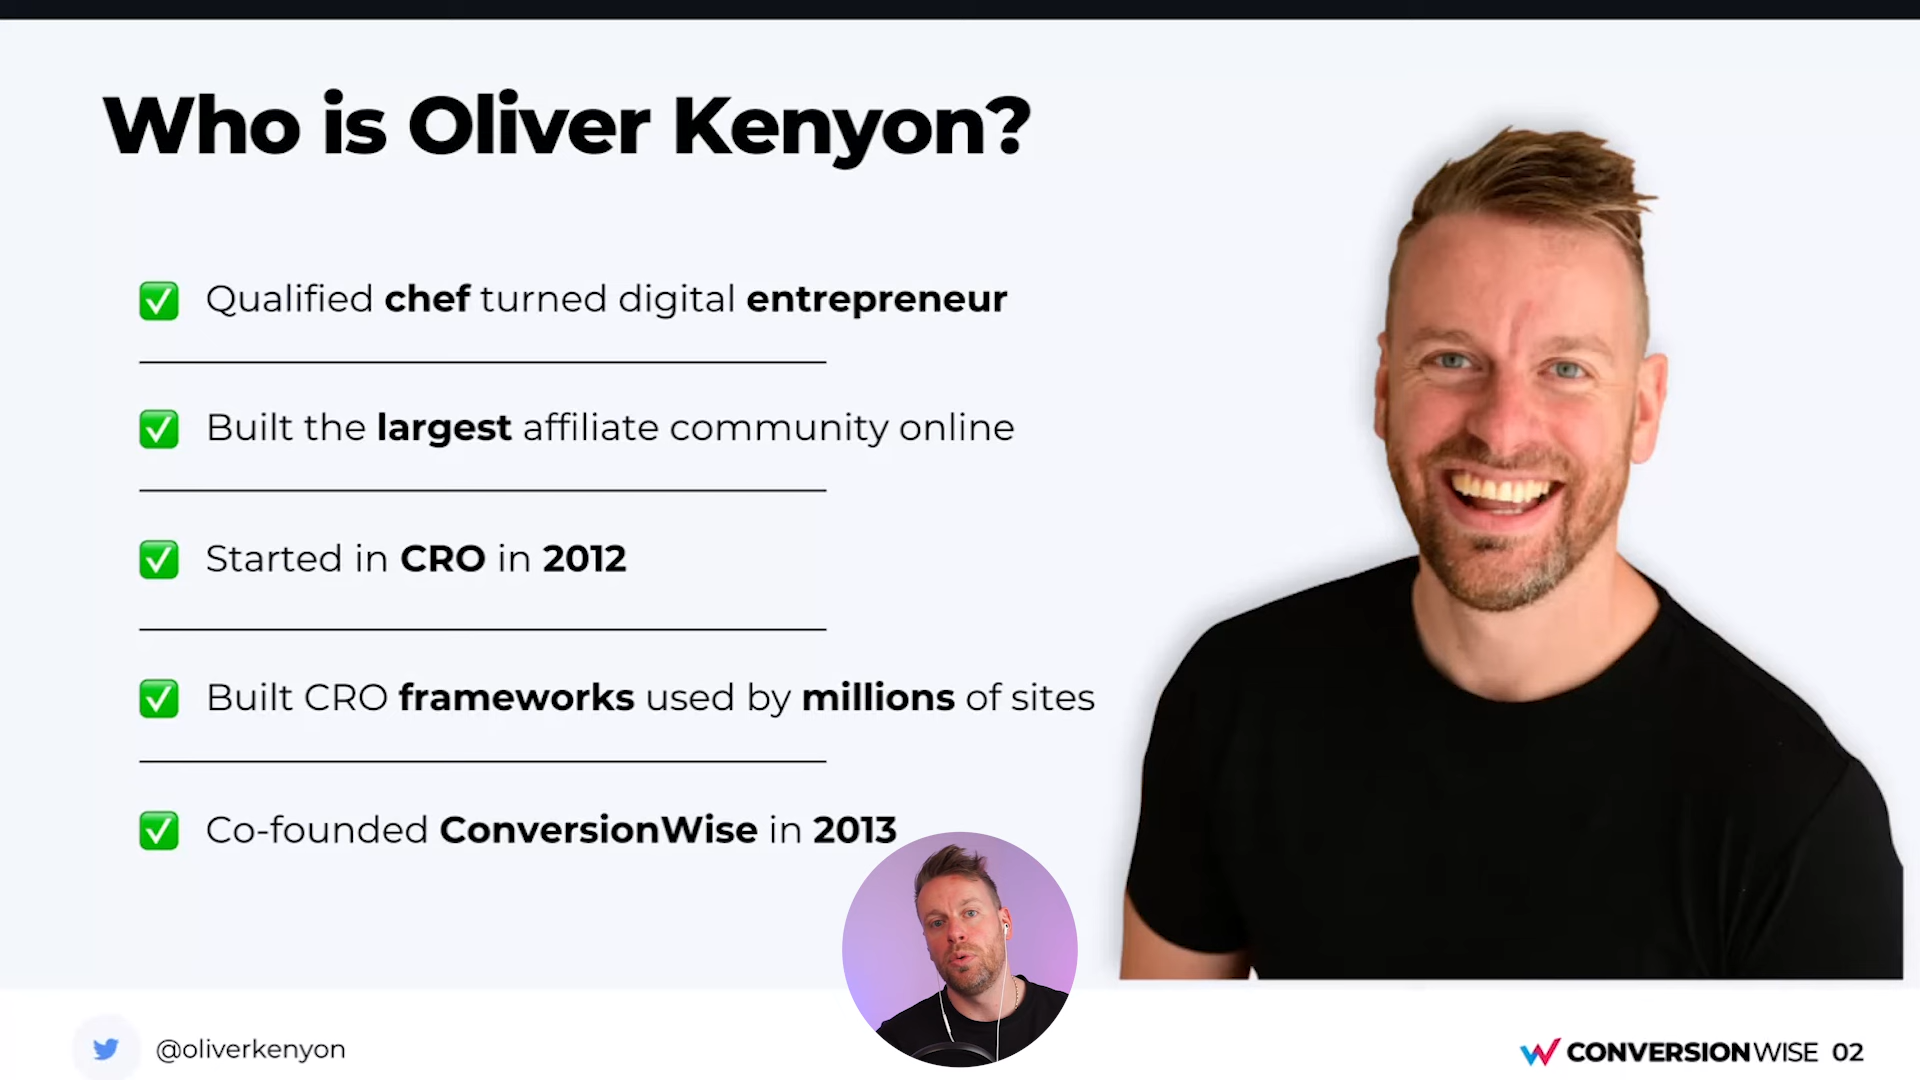 Who is Oliver Kenyon?
Qualified chef turned digital entrepreneur
Built the largest affiliate community online
Started in CRO in 2012
Built CRO frameworks used by millions of sites
Co-founded ConversionWise in 2013
@oliverkenyon
CONVERSIONWISE 02